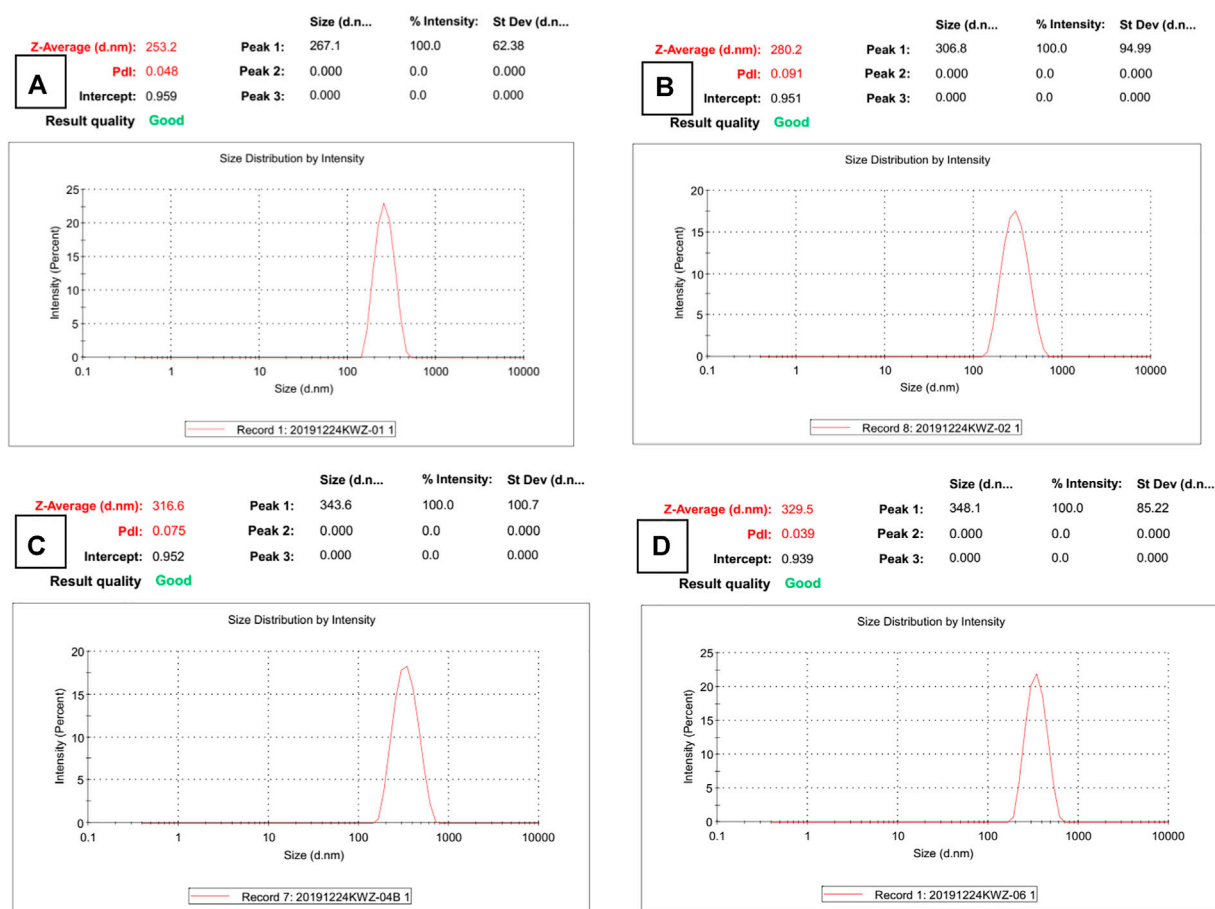 Size (d.n... % Intensity: St Dev (d.n...
Z-Average (d.nm): 253.2 Peak 1: 267.1 100.0 62.38
A PdI: 0.048 Peak 2: 0.000 0.0 0.000
Intercept: 0.959 Peak 3: 0.000 0.0 0.000
Result quality Good
Size Distribution by Intensity
Intensity (Percent)
25
20
15
10
5
0
0.1 1 10 100 1000 10000
Size (d.nm)
Record 1: 20191224KWZ-01 1
Size (d.n... % Intensity: St Dev (d.n...
Z-Average (d.nm): 280.2 Peak 1: 306.8 100.0 94.99
B PdI: 0.091 Peak 2: 0.000 0.0 0.000
Intercept: 0.951 Peak 3: 0.000 0.0 0.000
Result quality Good
Size Distribution by Intensity
Intensity (Percent)
20
15
10
5
0
0.1 1 10 100 1000 10000
Size (d.nm)
Record 8: 20191224KWZ-02 1
Size (d.n... % Intensity: St Dev (d.n...
Z-Average (d.nm): 316.6 Peak 1: 343.6 100.0 100.7
C PdI: 0.075 Peak 2: 0.000 0.0 0.000
Intercept: 0.952 Peak 3: 0.000 0.0 0.000
Result quality Good
Size Distribution by Intensity
Intensity (Percent)
20
15
10
5
0
0.1 1 10 100 1000 10000
Size (d.nm)
Record 7: 20191224KWZ-04B 1
Size (d.n... % Intensity: St Dev (d.n...
Z-Average (d.nm): 329.5 Peak 1: 348.1 100.0 85.22
D PdI: 0.039 Peak 2: 0.000 0.0 0.000
Intercept: 0.939 Peak 3: 0.000 0.0 0.000
Result quality Good
Size Distribution by Intensity
Intensity (Percent)
25
20
15
10
5
0
0.1 1 10 100 1000 10000
Size (d.nm)
Record 1: 20191224KWZ-06 1